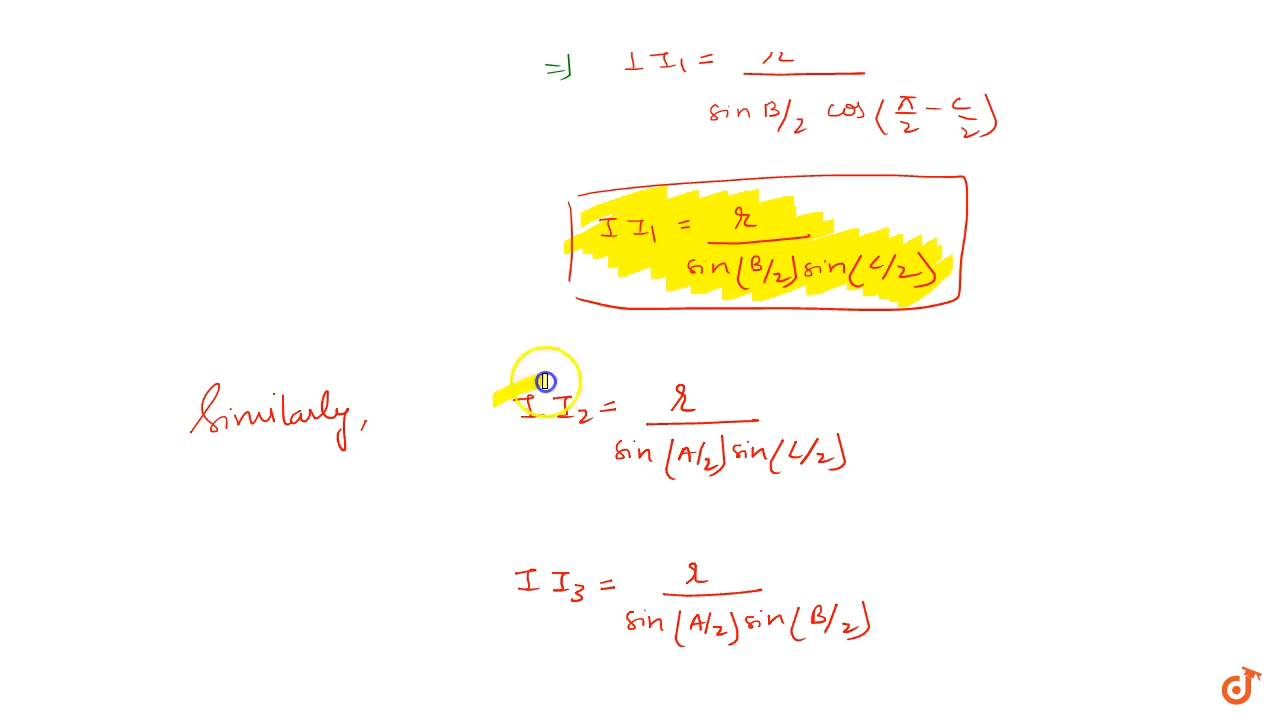 ⇒ I I₁ = r / sin B/2 cos(π/2 − C/2)
I I₁ = r / sin(B/2) sin(C/2)
Similarly, I I₂ = r / sin(A/2) sin(C/2)
I I₃ = r / sin(A/2) sin(B/2)